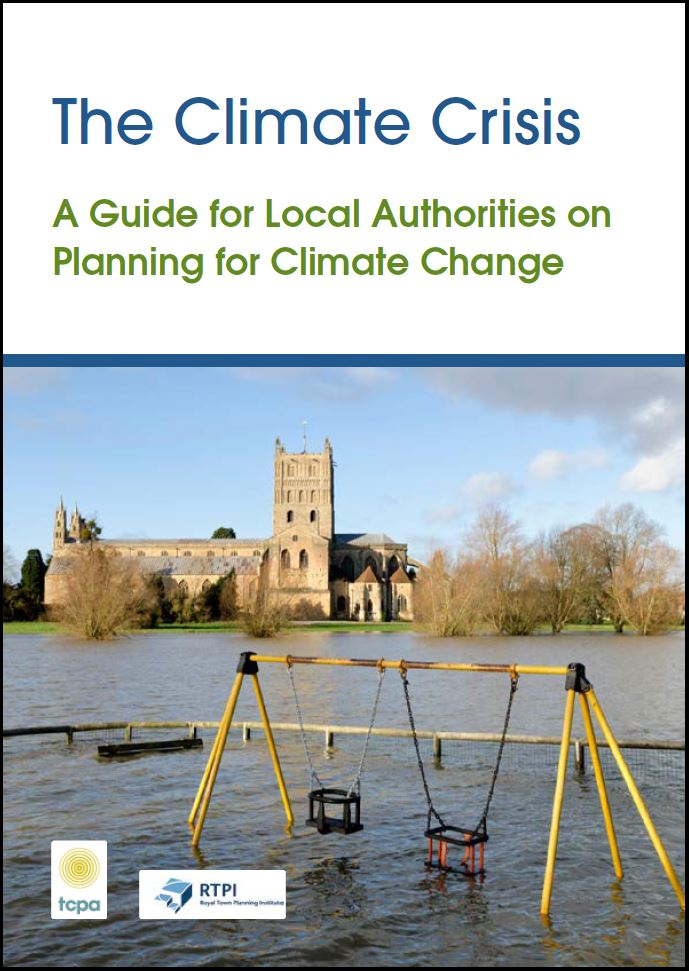 The Climate Crisis
A Guide for Local Authorities on
Planning for Climate Change
tcpa
RTPI
Royal Town Planning Institute